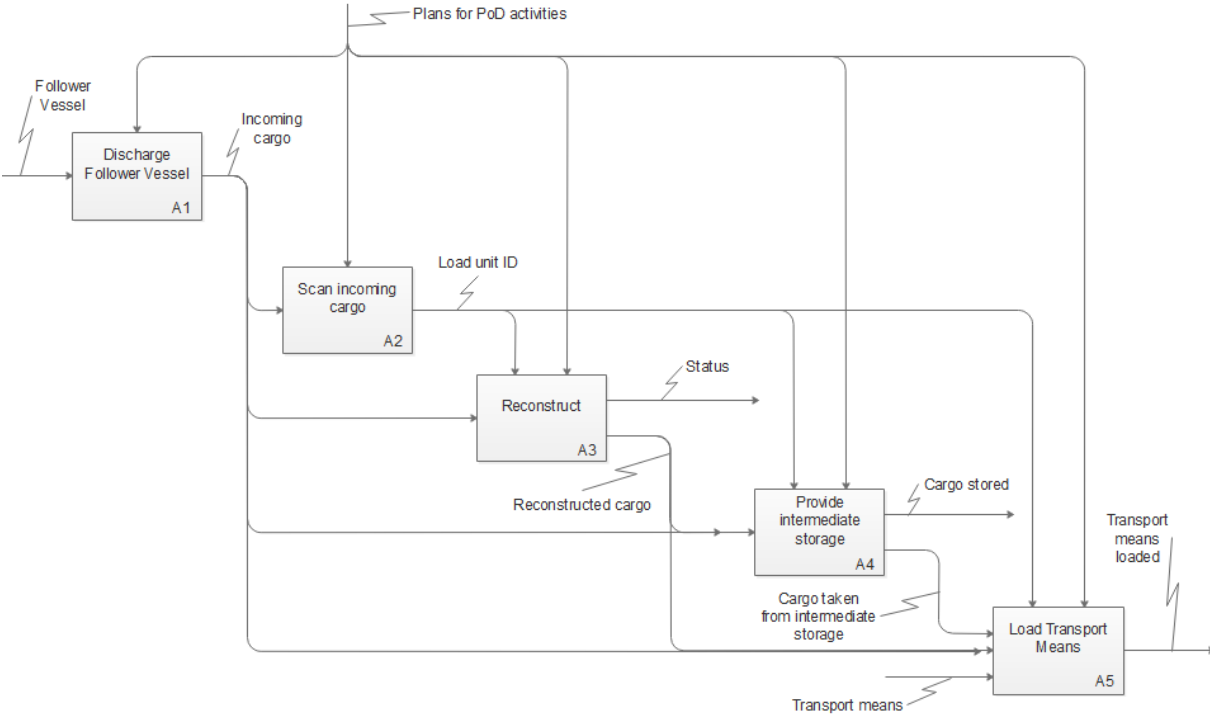 Plans for PoD activities
Follower
Vessel
Incoming
cargo
Discharge
Follower Vessel
A1
Load unit ID
Scan incoming
cargo
A2
Status
Reconstruct
A3
Reconstructed cargo
Cargo stored
Provide
intermediate
storage
A4
Transport
means
loaded
Cargo taken
from intermediate
storage
Load Transport
Means
A5
Transport means